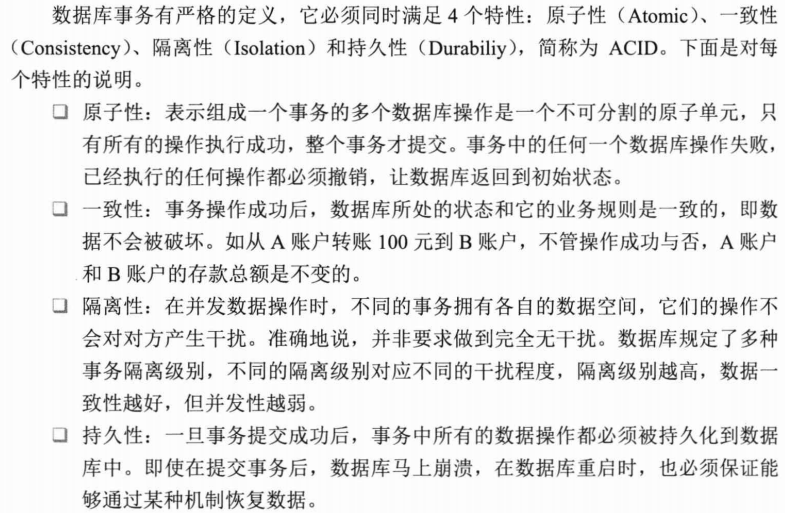 数据库事务有严格的定义，它必须同时满足 4 个特性：原子性（Atomic）、一致性
（Consistency）、隔离性（Isolation）和持久性（Durabiliy），简称为 ACID。下面是对每
个特性的说明。
❑ 原子性：表示组成一个事务的多个数据库操作是一个不可分割的原子单元，只
有所有的操作执行成功，整个事务才提交。事务中的任何一个数据库操作失败，
已经执行的任何操作都必须撤销，让数据库返回到初始状态。
❑ 一致性：事务操作成功后，数据库所处的状态和它的业务规则是一致的，即数
据不会被破坏。如从 A 账户转账 100 元到 B 账户，不管操作成功与否，A 账户
和 B 账户的存款总额是不变的。
❑ 隔离性：在并发数据操作时，不同的事务拥有各自的数据空间，它们的操作不
会对对方产生干扰。准确地说，并非要求做到完全无干扰。数据库规定了多种
事务隔离级别，不同的隔离级别对应不同的干扰程度，隔离级别越高，数据一
致性越好，但并发性越弱。
❑ 持久性：一旦事务提交成功后，事务中所有的数据操作都必须被持久化到数据
库中。即使在提交事务后，数据库马上崩溃，在数据库重启时，也必须保证能
够通过某种机制恢复数据。